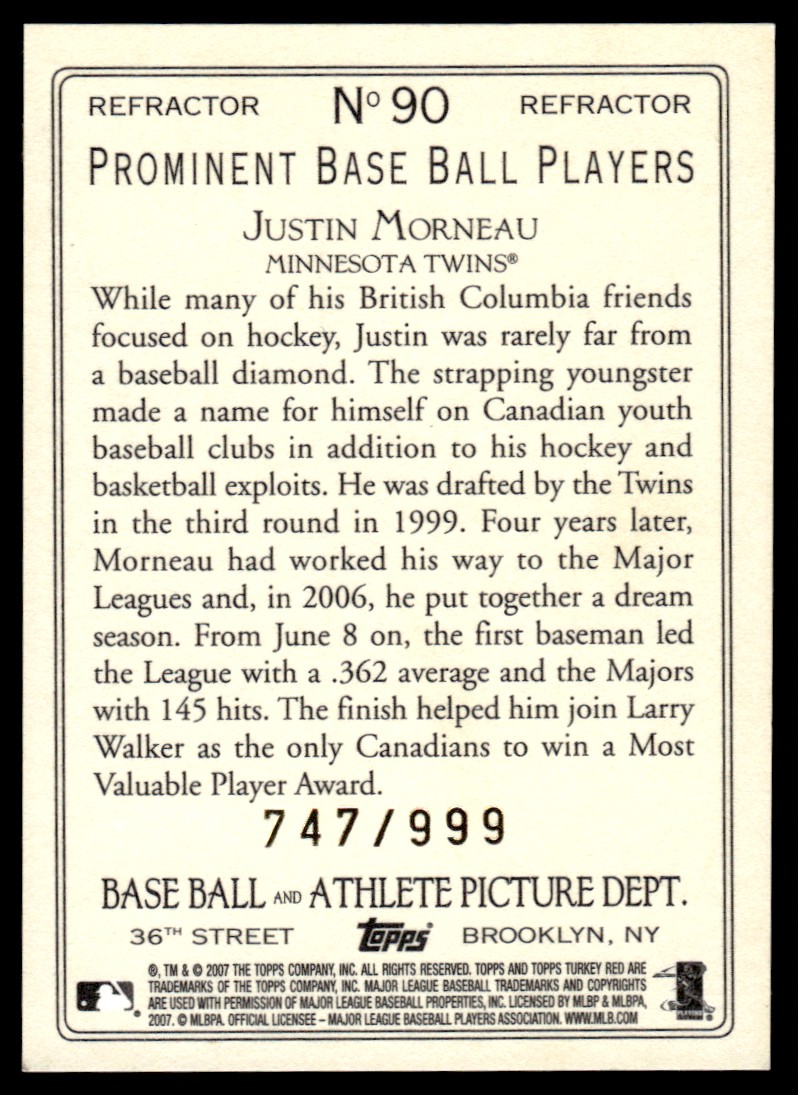 REFRACTOR Nº 90 REFRACTOR
PROMINENT BASE BALL PLAYERS
JUSTIN MORNEAU
MINNESOTA TWINS®
While many of his British Columbia friends
focused on hockey, Justin was rarely far from
a baseball diamond. The strapping youngster
made a name for himself on Canadian youth
baseball clubs in addition to his hockey and
basketball exploits. He was drafted by the Twins
in the third round in 1999. Four years later,
Morneau had worked his way to the Major
Leagues and, in 2006, he put together a dream
season. From June 8 on, the first baseman led
the League with a .362 average and the Majors
with 145 hits. The finish helped him join Larry
Walker as the only Canadians to win a Most
Valuable Player Award.
747/999
BASE BALL AND ATHLETE PICTURE DEPT.
36TH STREET topps® BROOKLYN, NY
®, TM & © 2007 THE TOPPS COMPANY, INC. ALL RIGHTS RESERVED. TOPPS AND TOPPS TURKEY RED ARE
TRADEMARKS OF THE TOPPS COMPANY, INC. MAJOR LEAGUE BASEBALL TRADEMARKS AND COPYRIGHTS
ARE USED WITH PERMISSION OF MAJOR LEAGUE BASEBALL PROPERTIES, INC. LICENSED BY MLBP & MLBPA,
2007. © MLBPA. OFFICIAL LICENSEE – MAJOR LEAGUE BASEBALL PLAYERS ASSOCIATION. WWW.MLB.COM